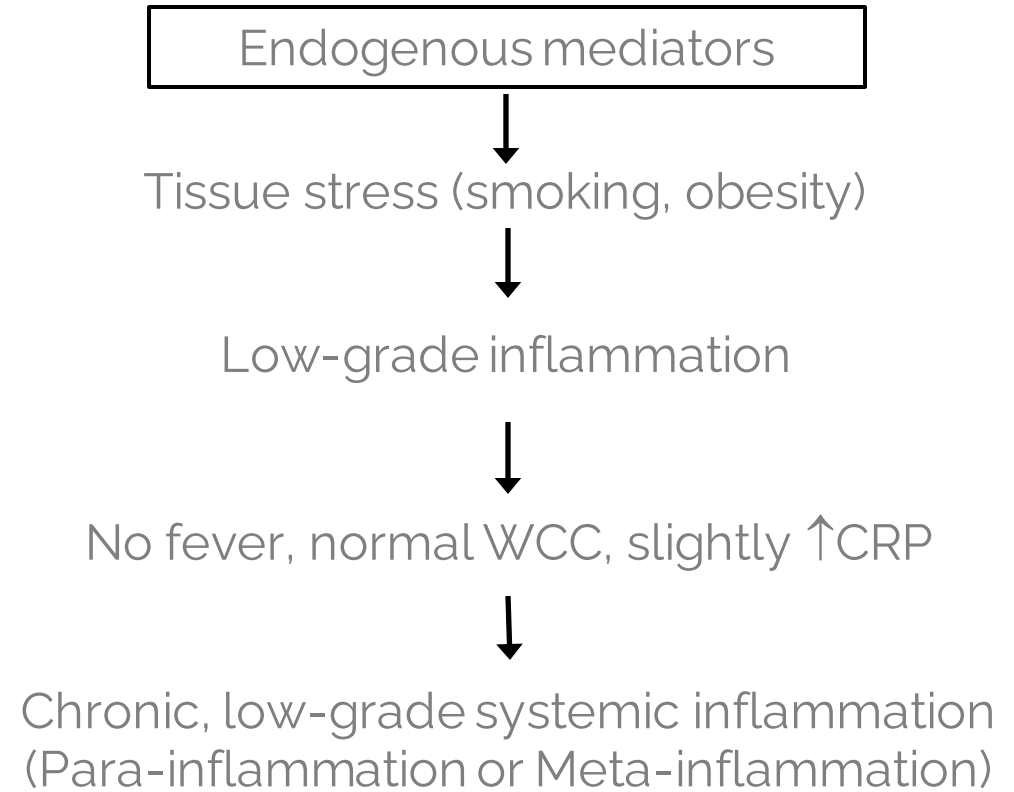 Endogenous mediators
Tissue stress (smoking, obesity)
Low-grade inflammation
No fever, normal WCC, slightly ↑CRP
Chronic, low-grade systemic inflammation
(Para-inflammation or Meta-inflammation)